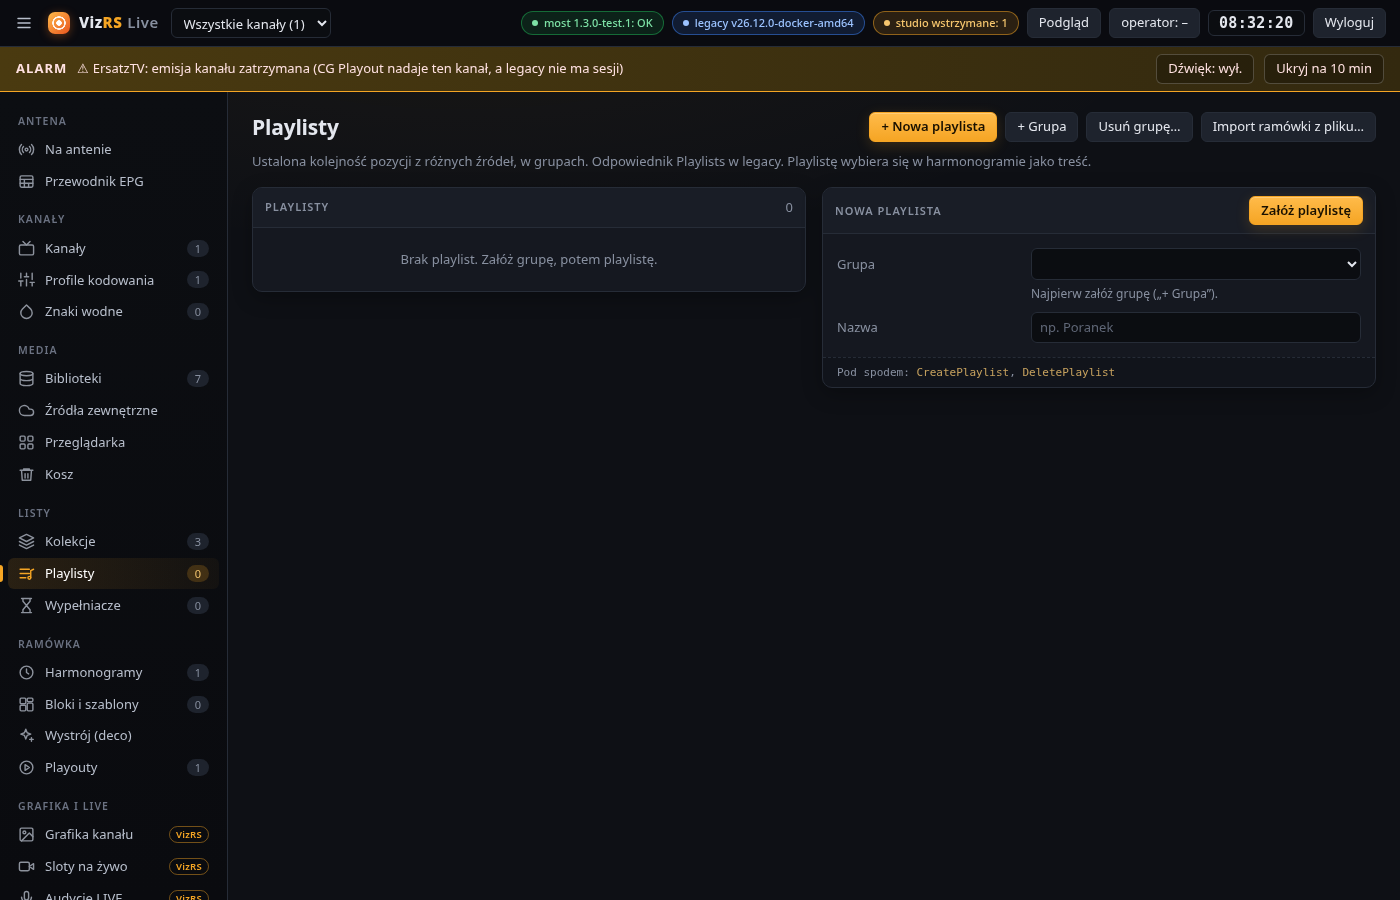 VizRS Live
Wszystkie kanały (1)
most 1.3.0-test.1: OK
legacy v26.12.0-docker-amd64
studio wstrzymane: 1
Podgląd
operator: –
08:32:20
Wyloguj
ALARM ⚠ ErsatzTV: emisja kanału zatrzymana (CG Playout nadaje ten kanał, a legacy nie ma sesji)
Dźwięk: wył.
Ukryj na 10 min
ANTENA
Na antenie
Przewodnik EPG
KANAŁY
Kanały 1
Profile kodowania 1
Znaki wodne 0
MEDIA
Biblioteki 7
Źródła zewnętrzne
Przeglądarka
Kosz
LISTY
Kolekcje 3
Playlisty 0
Wypełniacze 0
RAMÓWKA
Harmonogramy 1
Bloki i szablony 0
Wystrój (deco)
Playouty 1
GRAFIKA I LIVE
Grafika kanału VizRS
Sloty na żywo VizRS
Audycje LIVE VizRS
Playlisty
+ Nowa playlista
+ Grupa
Usuń grupę...
Import ramówki z pliku...
Ustalona kolejność pozycji z różnych źródeł, w grupach. Odpowiednik Playlists w legacy. Playlistę wybiera się w harmonogramie jako treść.
PLAYLISTY 0
Brak playlist. Załóż grupę, potem playlistę.
NOWA PLAYLISTA
Załóż playlistę
Grupa
Najpierw załóż grupę („+ Grupa”).
Nazwa
np. Poranek
Pod spodem: CreatePlaylist, DeletePlaylist